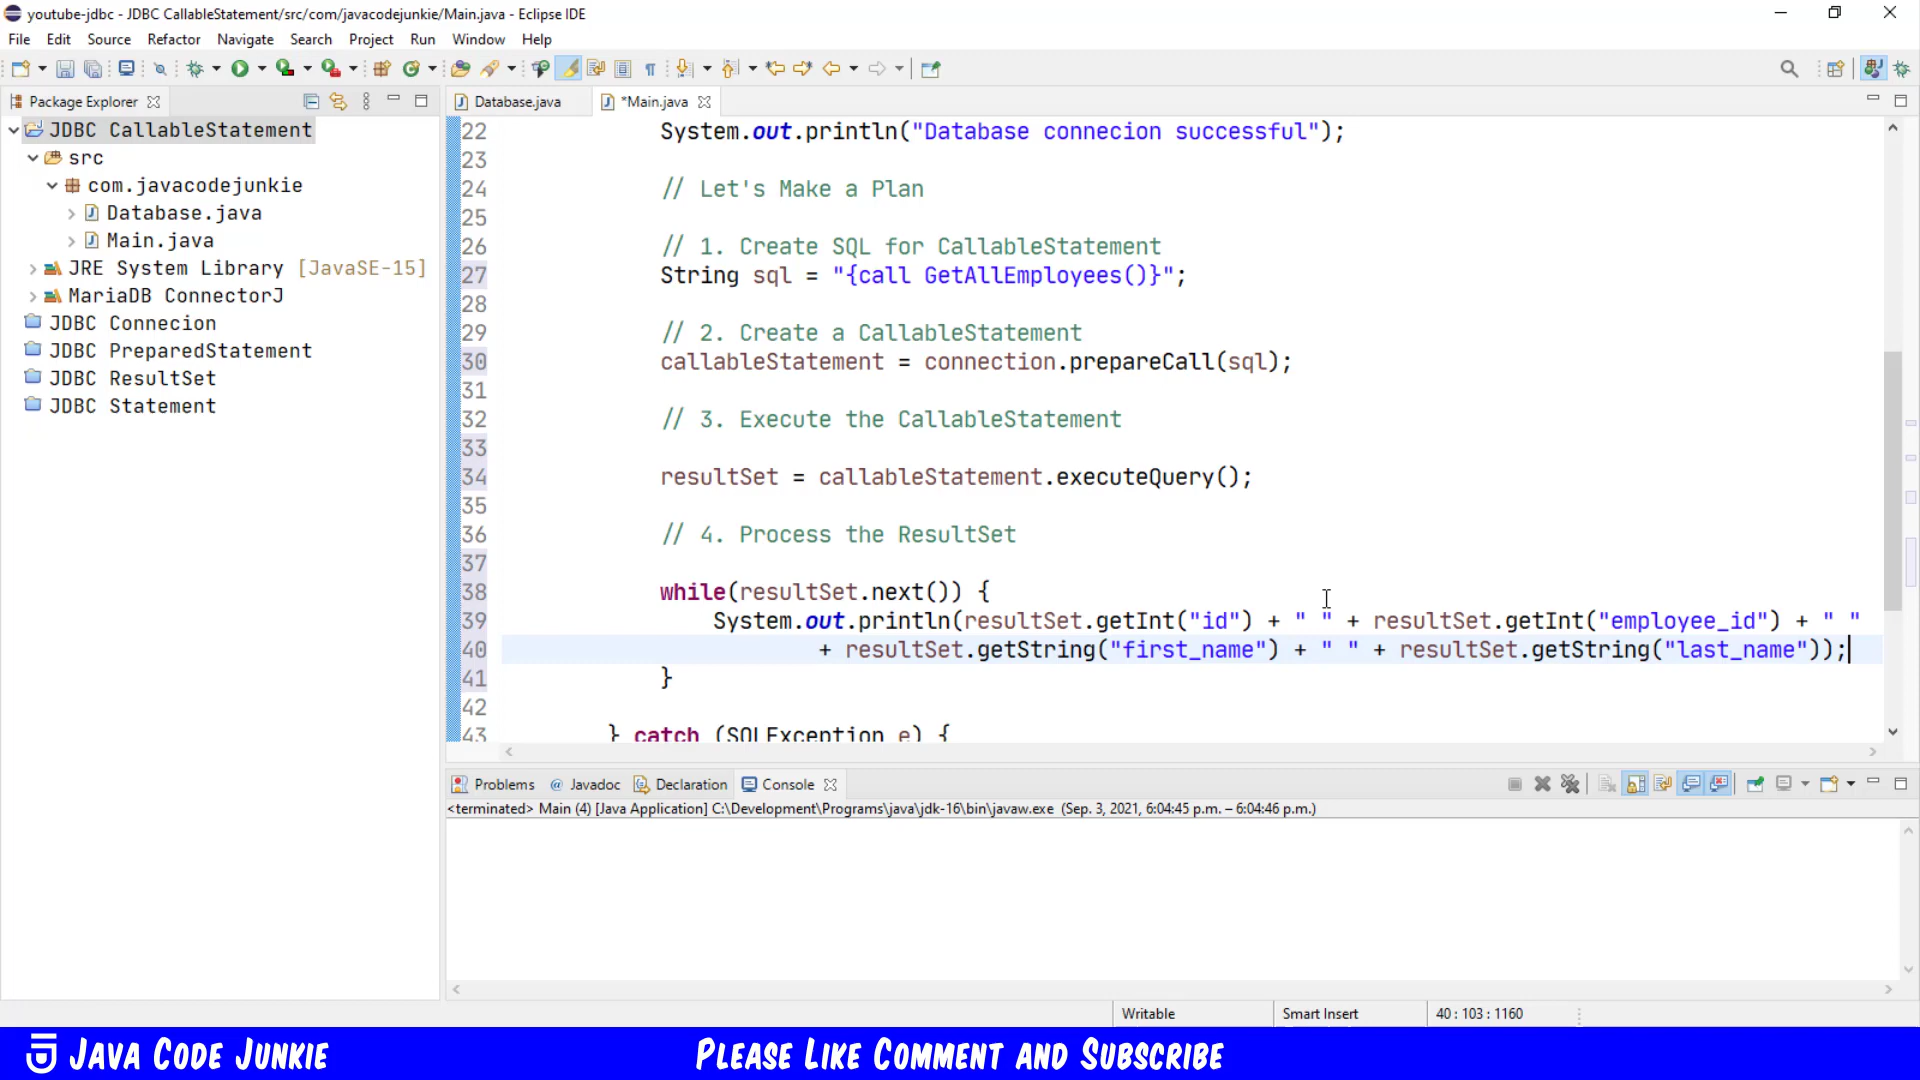 youtube-jdbc - JDBC CallableStatement/src/com/javacodejunkie/Main.java - Eclipse IDE
File Edit Source Refactor Navigate Search Project Run Window Help
Package Explorer
JDBC CallableStatement
src
com.javacodejunkie
Database.java
Main.java
JRE System Library [JavaSE-15]
MariaDB ConnectorJ
JDBC Connecion
JDBC PreparedStatement
JDBC ResultSet
JDBC Statement
Database.java *Main.java
22 System.out.println("Database connecion successful");
23
24 // Let's Make a Plan
25
26 // 1. Create SQL for CallableStatement
27 String sql = "{call GetAllEmployees()}";
28
29 // 2. Create a CallableStatement
30 callableStatement = connection.prepareCall(sql);
31
32 // 3. Execute the CallableStatement
33
34 resultSet = callableStatement.executeQuery();
35
36 // 4. Process the ResultSet
37
38 while(resultSet.next()) {
39 System.out.println(resultSet.getInt("id") + " " + resultSet.getInt("employee_id") + " "
40 + resultSet.getString("first_name") + " " + resultSet.getString("last_name"));
41 }
42
43 } catch (SQLException e) {
Problems @ Javadoc Declaration Console
<terminated> Main (4) [Java Application] C:\Development\Programs\java\jdk-16\bin\javaw.exe (Sep. 3, 2021, 6:04:45 p.m. – 6:04:46 p.m.)
Writable Smart Insert 40 : 103 : 1160
JAVA CODE JUNKIE
PLEASE LIKE COMMENT AND SUBSCRIBE